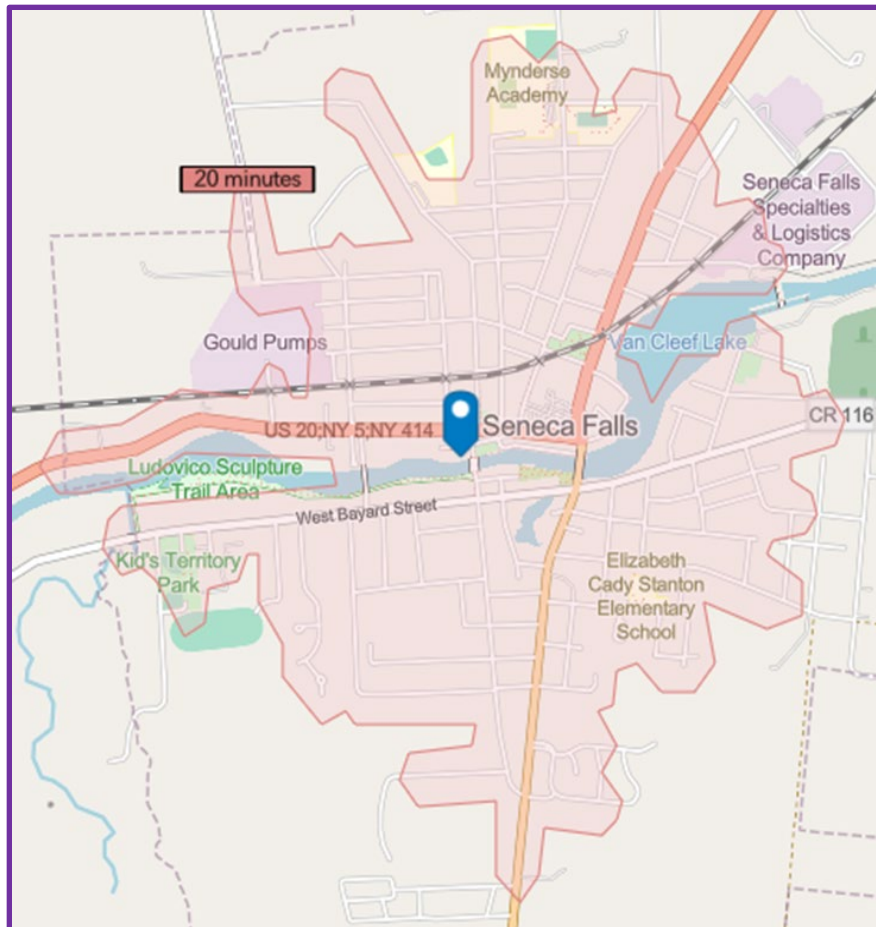 Mynderse
Academy
20 minutes
Seneca Falls
Specialties
& Logistics
Company
Gould Pumps
Van Cleef Lake
CR 116
US 20;NY 5;NY 414
Seneca Falls
Ludovico Sculpture
Trail Area
West Bayard Street
Kid's Territory
Park
Elizabeth
Cady Stanton
Elementary
School